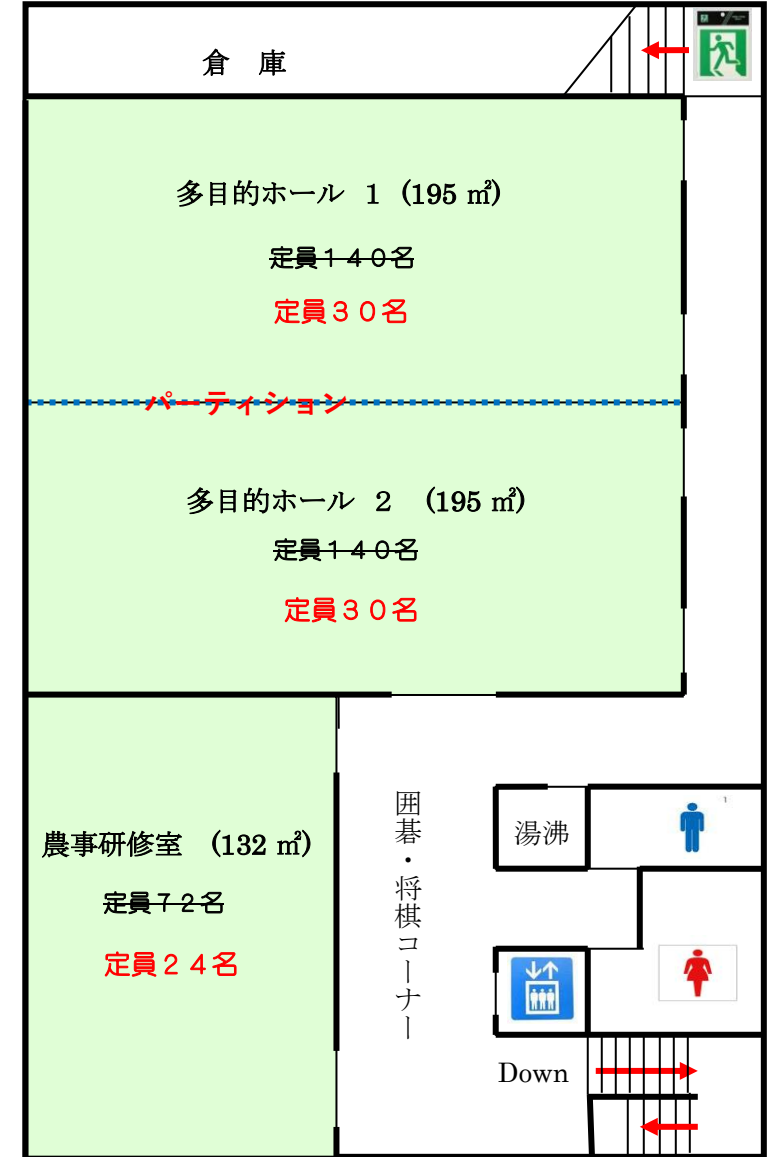 倉 庫
多目的ホール 1 (195 ㎡)
定員140名
定員30名
パーティション
多目的ホール 2 (195 ㎡)
定員140名
定員30名
農事研修室 (132 ㎡)
定員72名
定員24名
囲碁・将棋コーナー
湯沸
1
Down